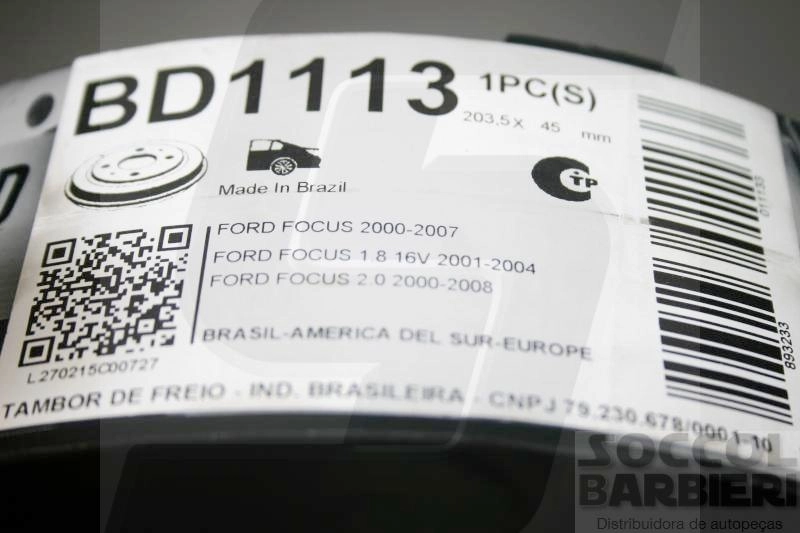 BD1113 1PC(S)
203,5 x 45 mm
Made In Brazil
TP
FORD FOCUS 2000-2007
FORD FOCUS 1.8 16V 2001-2004
FORD FOCUS 2.0 2000-2008
BRASIL-AMERICA DEL SUR-EUROPE
L270215C00727
TAMBOR DE FREIO - IND. BRASILEIRA - CNPJ 79.230.678/0001-10
893233
SOCCOL
BARBIERI
Distribuidora de autopeças